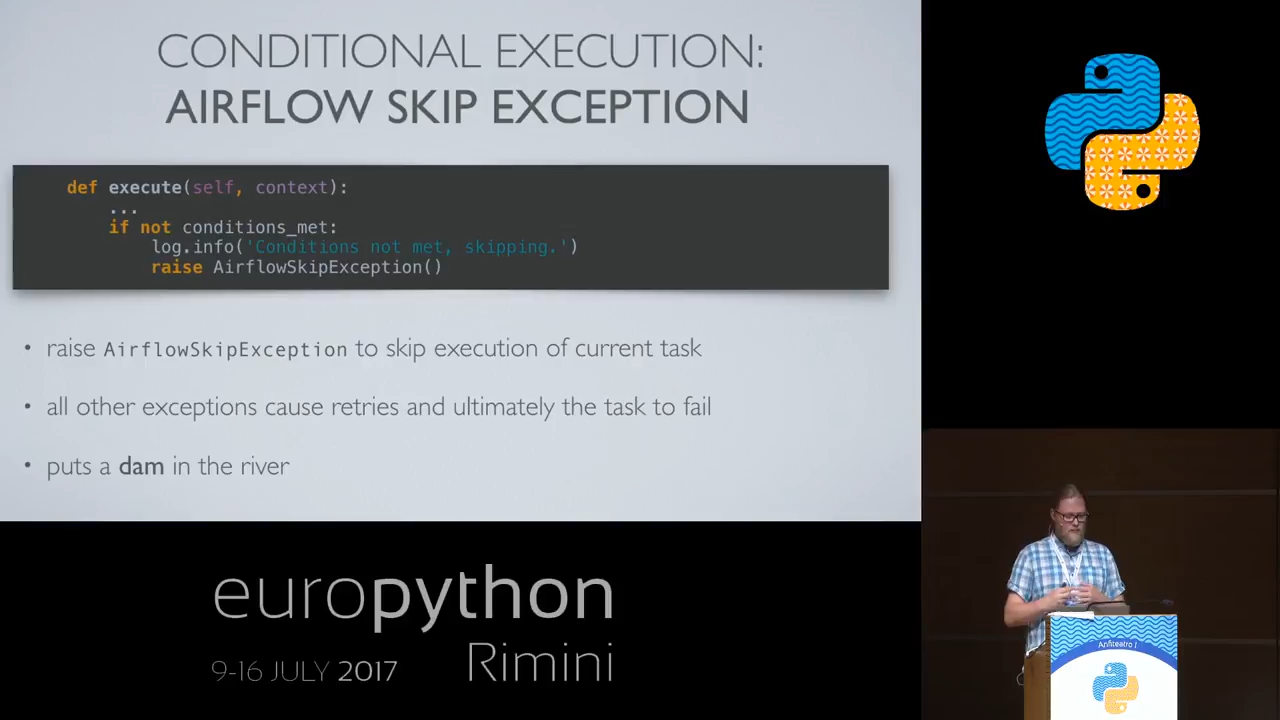 CONDITIONAL EXECUTION:
AIRFLOW SKIP EXCEPTION
def execute(self, context):
...
if not conditions_met:
log.info('Conditions not met, skipping.')
raise AirflowSkipException()
• raise AirflowSkipException to skip execution of current task
• all other exceptions cause retries and ultimately the task to fail
• puts a dam in the river
europython
9-16 JULY 2017 Rimini
Anfiteatro 1